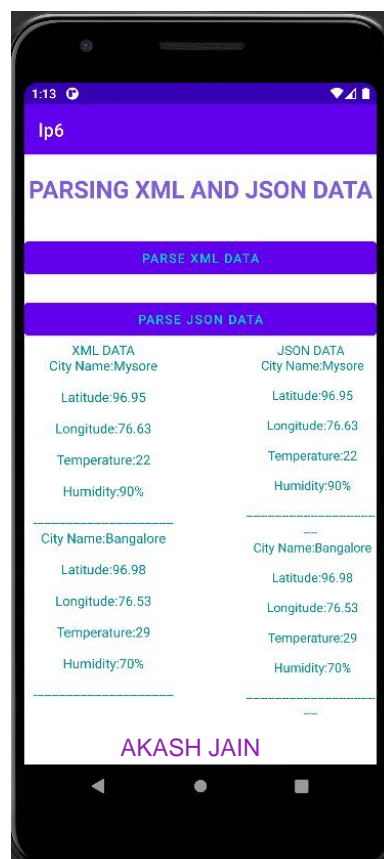 1:13
lp6
PARSING XML AND JSON DATA
PARSE XML DATA
PARSE JSON DATA
XML DATA
City Name:Mysore
Latitude:96.95
Longitude:76.63
Temperature:22
Humidity:90%
----------------------------------------
City Name:Bangalore
Latitude:96.98
Longitude:76.53
Temperature:29
Humidity:70%
----------------------------------------
JSON DATA
City Name:Mysore
Latitude:96.95
Longitude:76.63
Temperature:22
Humidity:90%
-------------------------------------
----
City Name:Bangalore
Latitude:96.98
Longitude:76.53
Temperature:29
Humidity:70%
-------------------------------------
----
AKASH JAIN